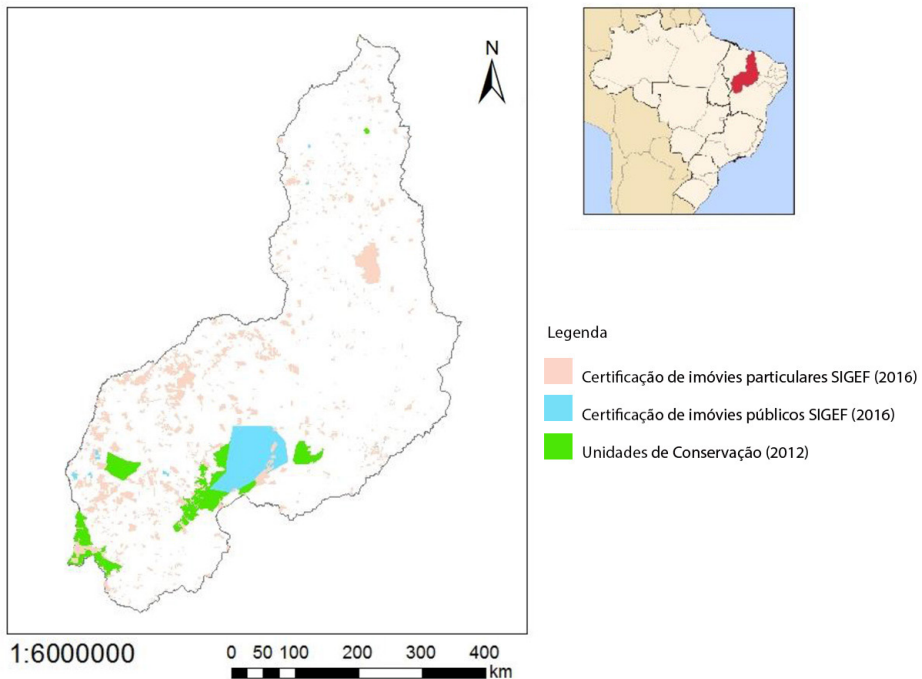 N
Legenda
Certificação de imóvies particulares SIGEF (2016)
Certificação de imóvies públicos SIGEF (2016)
Unidades de Conservação (2012)
1:6000000
0 50 100 200 300 400
km